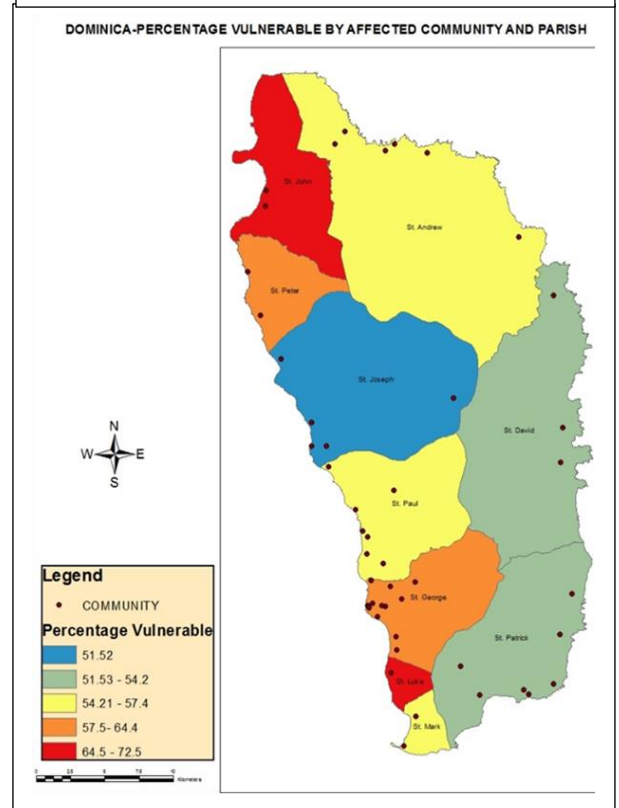 DOMINICA-PERCENTAGE VULNERABLE BY AFFECTED COMMUNITY AND PARISH
St. John
St. Andrew
St. Peter
St. Joseph
St. David
N
W E
S
St. Paul
St. George
St. Patrick
St. Luke
St. Mark
Legend
COMMUNITY
Percentage Vulnerable
51.52
51.53 - 54.2
54.21 - 57.4
57.5- 64.4
64.5 - 72.5
Kilometers